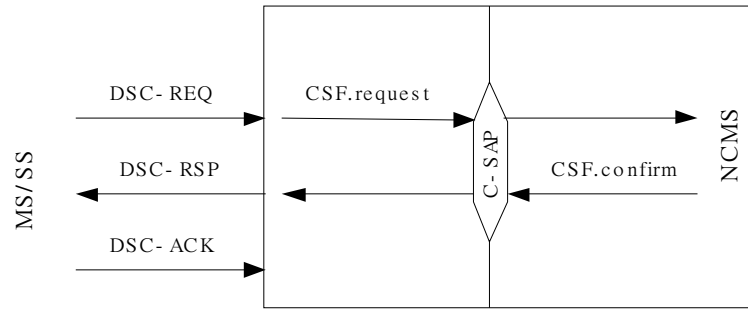 DSC-REQ
CSF.request
DSC-RSP
CSF.confirm
DSC-ACK
MS/SS
C-SAP
NCMS